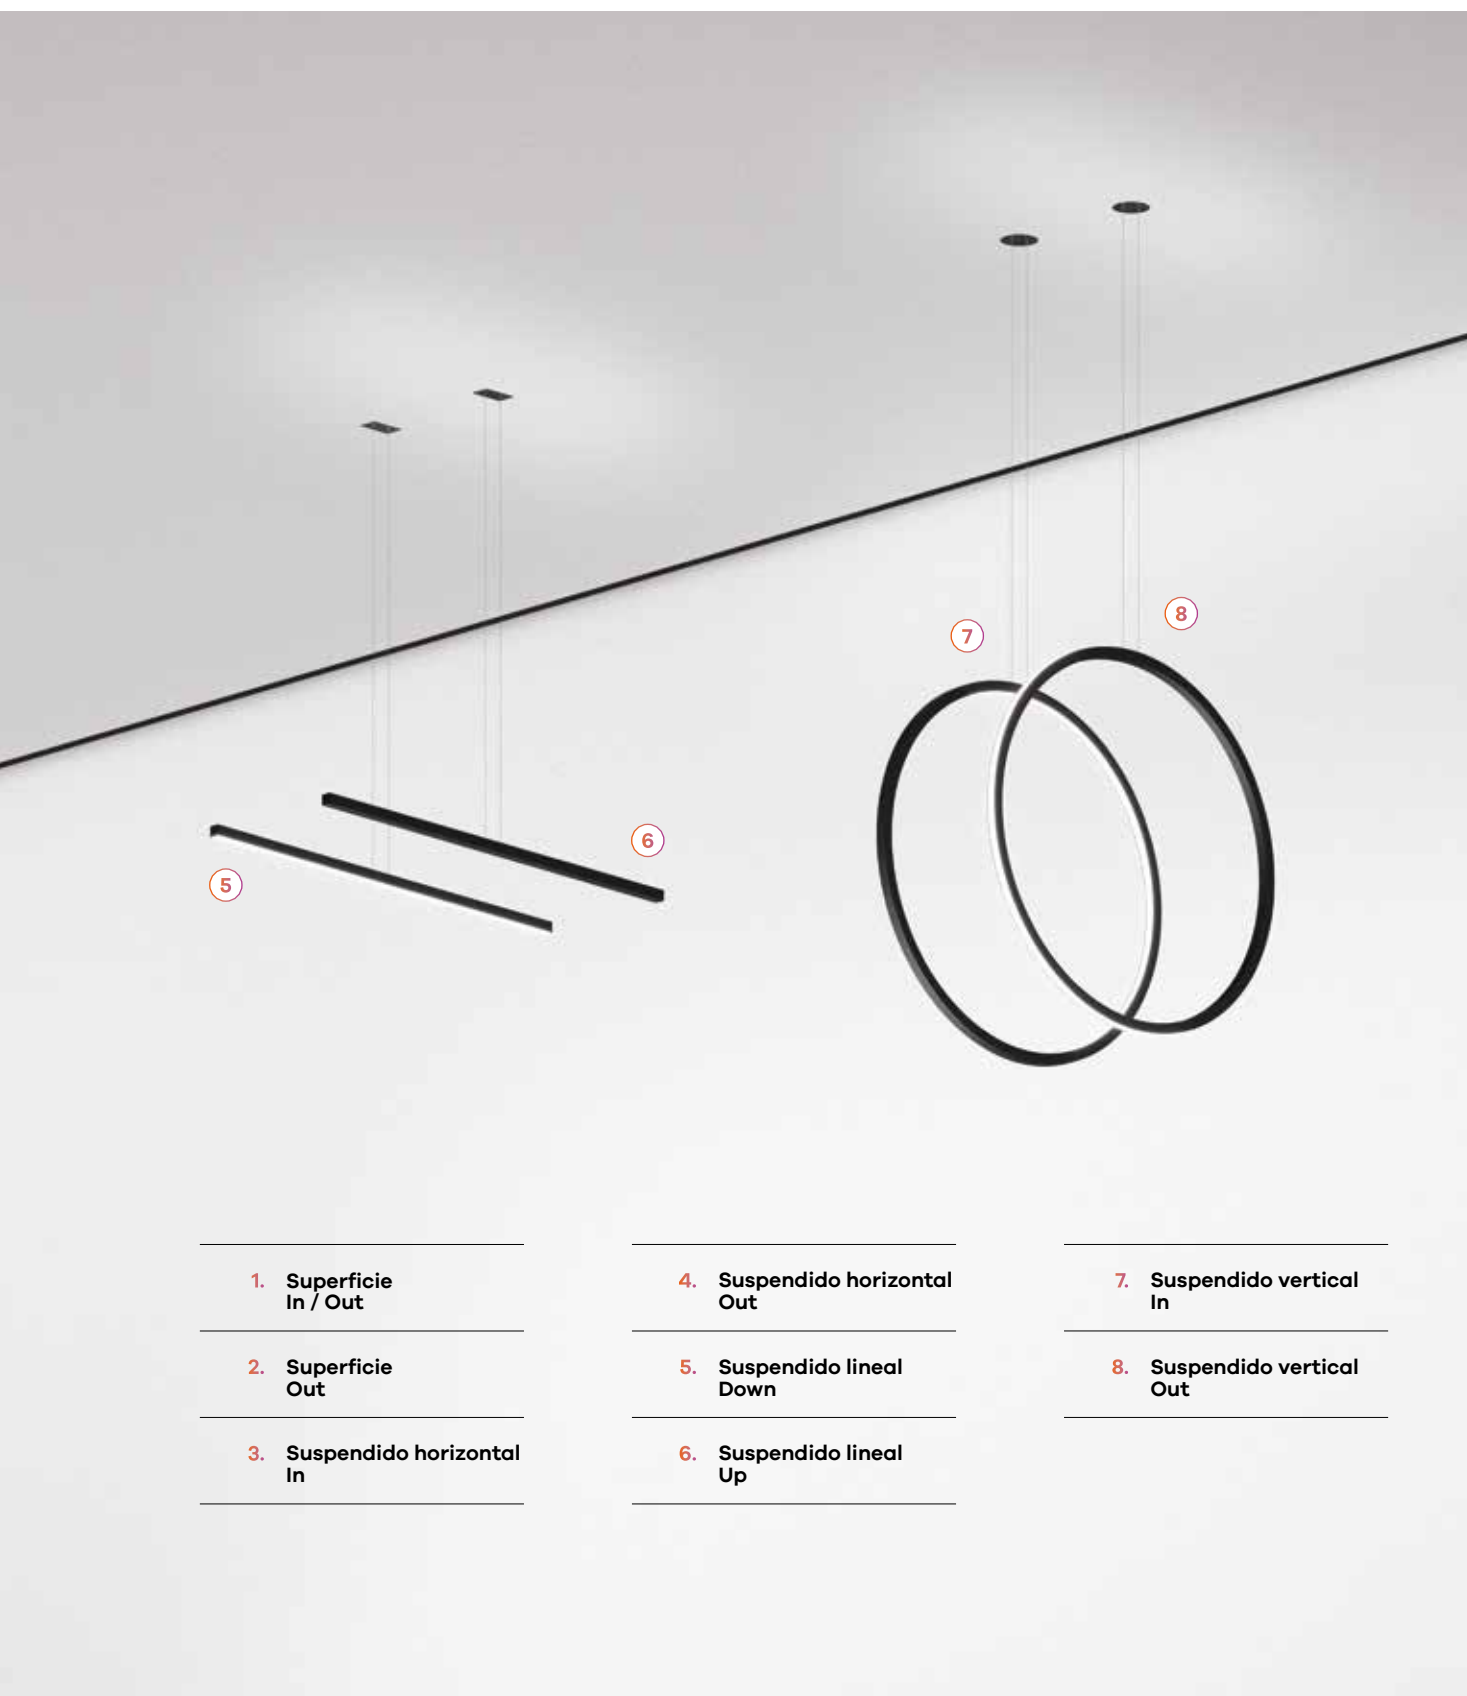 8
7
6
5
1. Superficie
In / Out
2. Superficie
Out
3. Suspendido horizontal
In
4. Suspendido horizontal
Out
5. Suspendido lineal
Down
6. Suspendido lineal
Up
7. Suspendido vertical
In
8. Suspendido vertical
Out